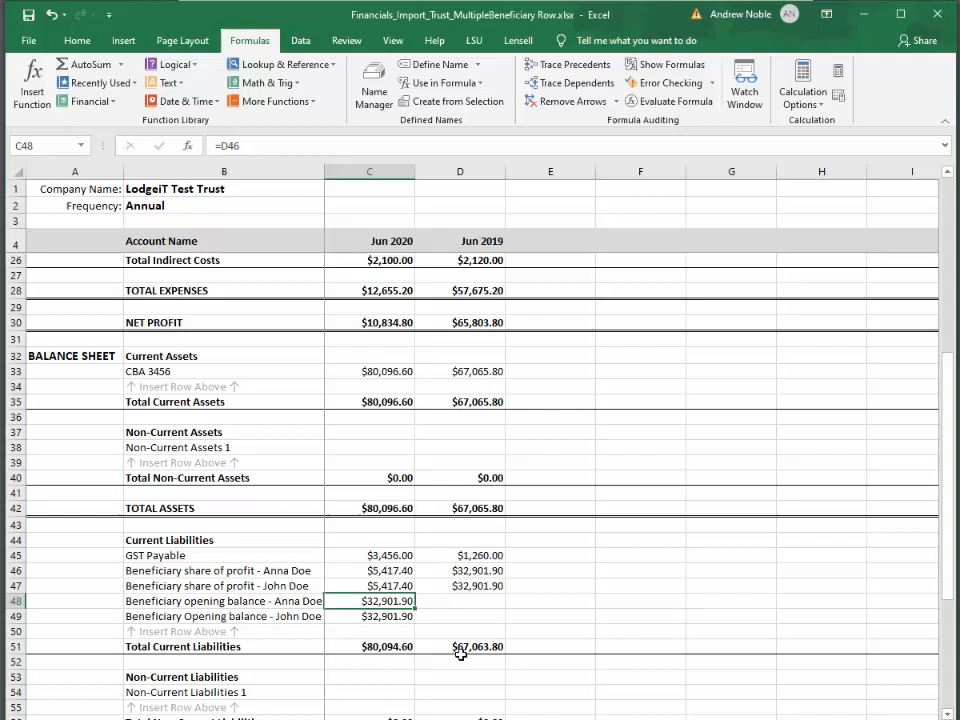 Financials_Import_Trust_MultipleBeneficiary Row.xlsx - Excel
Andrew Noble AN
File Home Insert Page Layout Formulas Data Review View Help LSU Lensell Tell me what you want to do Share
fx Insert Function
AutoSum
Recently Used
Financial
Logical
Text
Date & Time
Lookup & Reference
Math & Trig
More Functions
Function Library
Name Manager
Define Name
Use in Formula
Create from Selection
Defined Names
Trace Precedents
Trace Dependents
Remove Arrows
Show Formulas
Error Checking
Evaluate Formula
Formula Auditing
Watch Window
Calculation Options
Calculation
C48 fx =D46
A B C D E F G H I
1 Company Name: LodgeiT Test Trust
2 Frequency: Annual
3
4 Account Name Jun 2020 Jun 2019
26 Total Indirect Costs $2,100.00 $2,120.00
27
28 TOTAL EXPENSES $12,655.20 $57,675.20
29
30 NET PROFIT $10,834.80 $65,803.80
31
32 BALANCE SHEET Current Assets
33 CBA 3456 $80,096.60 $67,065.80
34 ↑ Insert Row Above ↑
35 Total Current Assets $80,096.60 $67,065.80
36
37 Non-Current Assets
38 Non-Current Assets 1
39 ↑ Insert Row Above ↑
40 Total Non-Current Assets $0.00 $0.00
41
42 TOTAL ASSETS $80,096.60 $67,065.80
43
44 Current Liabilities
45 GST Payable $3,456.00 $1,260.00
46 Beneficiary share of profit - Anna Doe $5,417.40 $32,901.90
47 Beneficiary share of profit - John Doe $5,417.40 $32,901.90
48 Beneficiary opening balance - Anna Doe $32,901.90
49 Beneficiary Opening balance - John Doe $32,901.90
50 ↑ Insert Row Above ↑
51 Total Current Liabilities $80,094.60 $67,063.80
52
53 Non-Current Liabilities
54 Non-Current Liabilities 1
55 ↑ Insert Row Above ↑